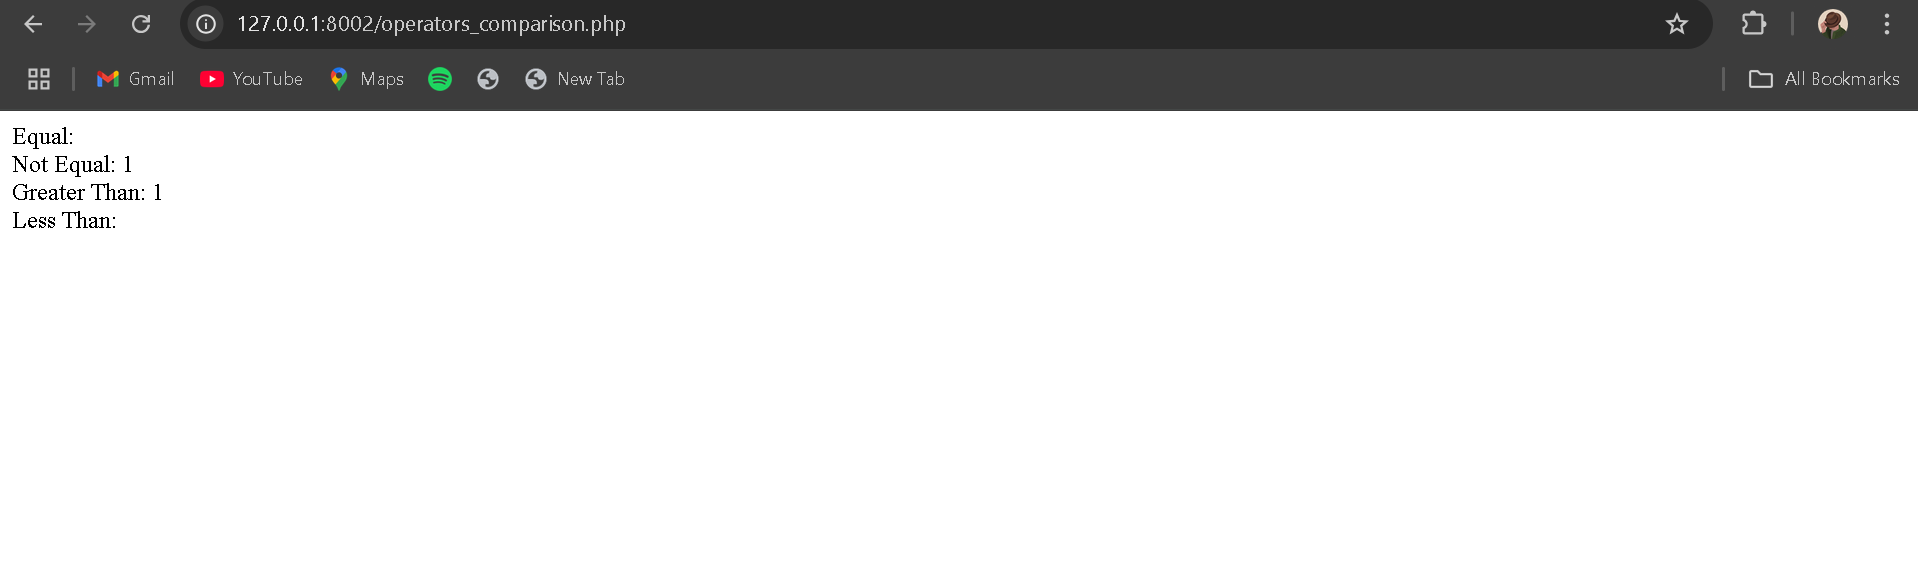 127.0.0.1:8002/operators_comparison.php
Gmail YouTube Maps New Tab All Bookmarks
Equal:
Not Equal: 1
Greater Than: 1
Less Than: